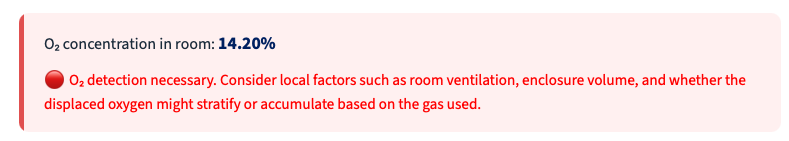 O₂ concentration in room: 14.20%
🔴 O₂ detection necessary. Consider local factors such as room ventilation, enclosure volume, and whether the
displaced oxygen might stratify or accumulate based on the gas used.